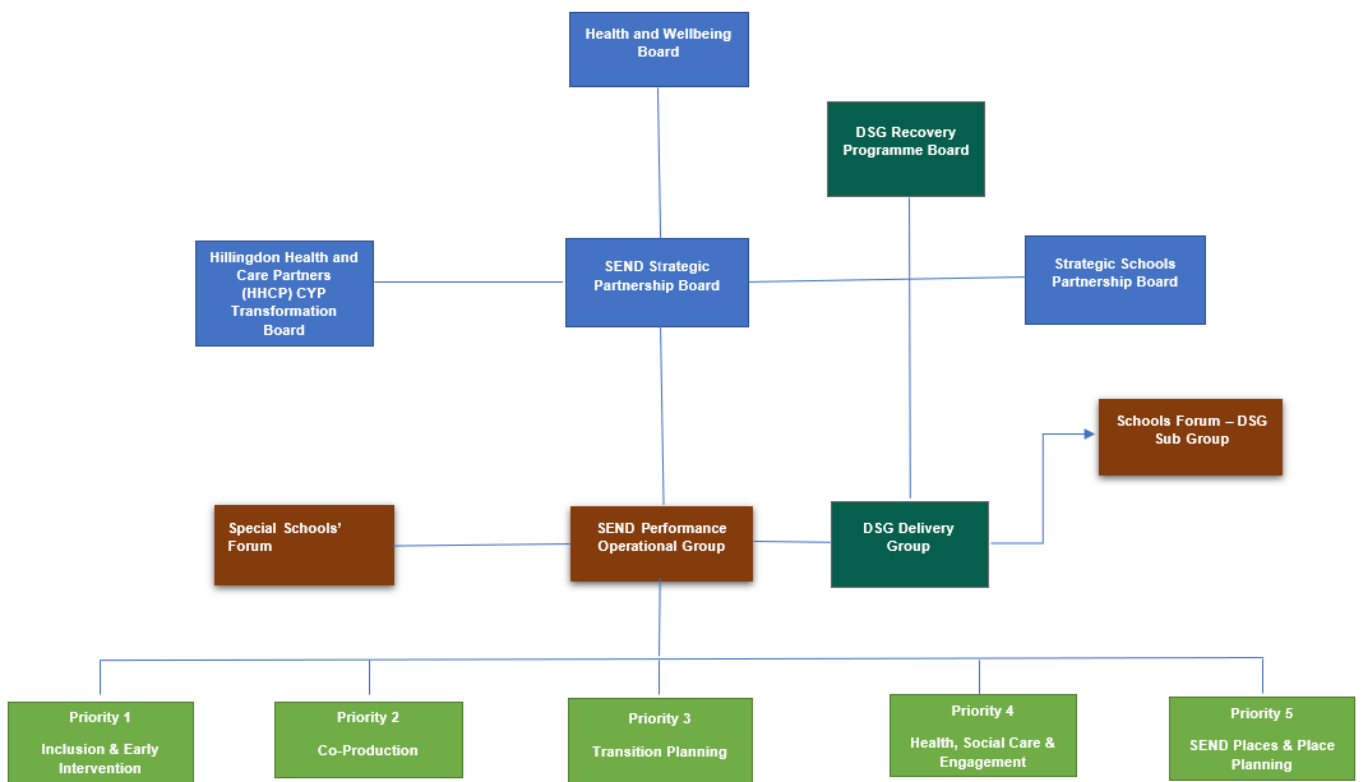 Health and Wellbeing
Board
DSG Recovery
Programme Board
Hillingdon Health and
Care Partners
(HHCP) CYP
Transformation
Board
SEND Strategic
Partnership Board
Strategic Schools
Partnership Board
Schools Forum – DSG
Sub Group
Special Schools'
Forum
SEND Performance
Operational Group
DSG Delivery
Group
Priority 1
Inclusion & Early
Intervention
Priority 2
Co-Production
Priority 3
Transition Planning
Priority 4
Health, Social Care &
Engagement
Priority 5
SEND Places & Place
Planning